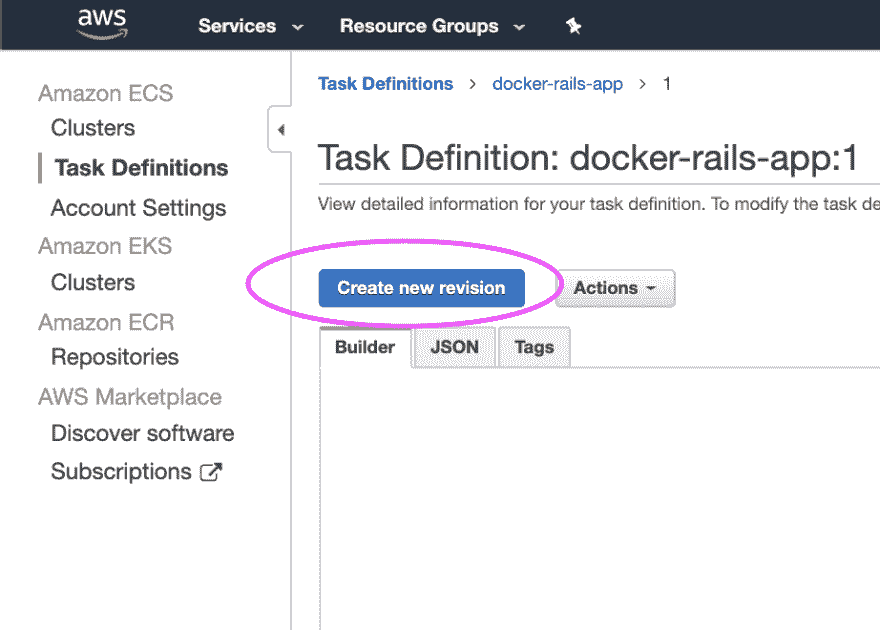 aws Services Resource Groups
Amazon ECS
Clusters
Task Definitions
Account Settings
Amazon EKS
Clusters
Amazon ECR
Repositories
AWS Marketplace
Discover software
Subscriptions
Task Definitions > docker-rails-app > 1
Task Definition: docker-rails-app:1
View detailed information for your task definition. To modify the task de
Create new revision Actions
Builder JSON Tags